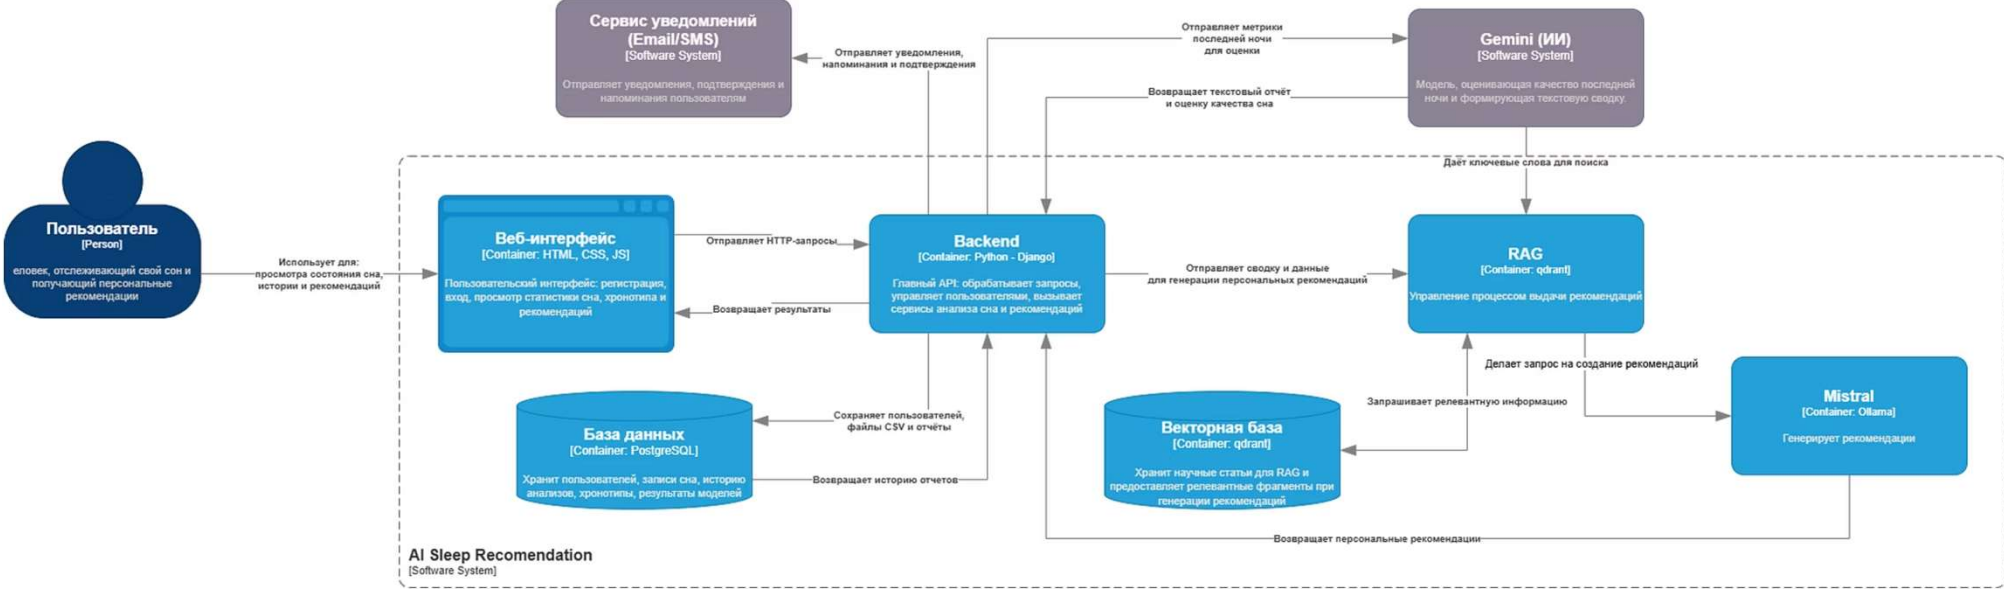 Сервис уведомлений
(Email/SMS)
[Software System]
Отправляет уведомления, подтверждения и
напоминания пользователям
Отправляет уведомления,
напоминания и подтверждения
Отправляет метрики
последней ночи
для оценки
Возвращает текстовый отчёт
и оценку качества сна
Gemini (ИИ)
[Software System]
Модель, оценивающая качество последней
ночи и формирующая текстовую сводку.
Даёт ключевые слова для поиска
Пользователь
[Person]
еловек, отслеживающий свой сон и
получающий персональные
рекомендации
Использует для:
просмотра состояния сна,
истории и рекомендаций
Веб-интерфейс
[Container: HTML, CSS, JS]
Пользовательский интерфейс: регистрация,
вход, просмотр статистики сна, хронотипа и
рекомендаций
Отправляет HTTP-запросы
Возвращает результаты
Backend
[Container: Python - Django]
Главный API: обрабатывает запросы,
управляет пользователями, вызывает
сервисы анализа сна и рекомендаций
Отправляет сводку и данные
для генерации персональных рекомендаций
RAG
[Container: qdrant]
Управление процессом выдачи рекомендаций
Делает запрос на создание рекомендаций
Запрашивает релевантную информацию
Mistral
[Container: Ollama]
Генерирует рекомендации
База данных
[Container: PostgreSQL]
Хранит пользователей, записи сна, историю
анализов, хронотипы, результаты моделей
Сохраняет пользователей,
файлы CSV и отчёты
Возвращает историю отчетов
Векторная база
[Container: qdrant]
Хранит научные статьи для RAG и
предоставляет релевантные фрагменты при
генерации рекомендаций
Возвращает персональные рекомендации
AI Sleep Recomendation
[Software System]